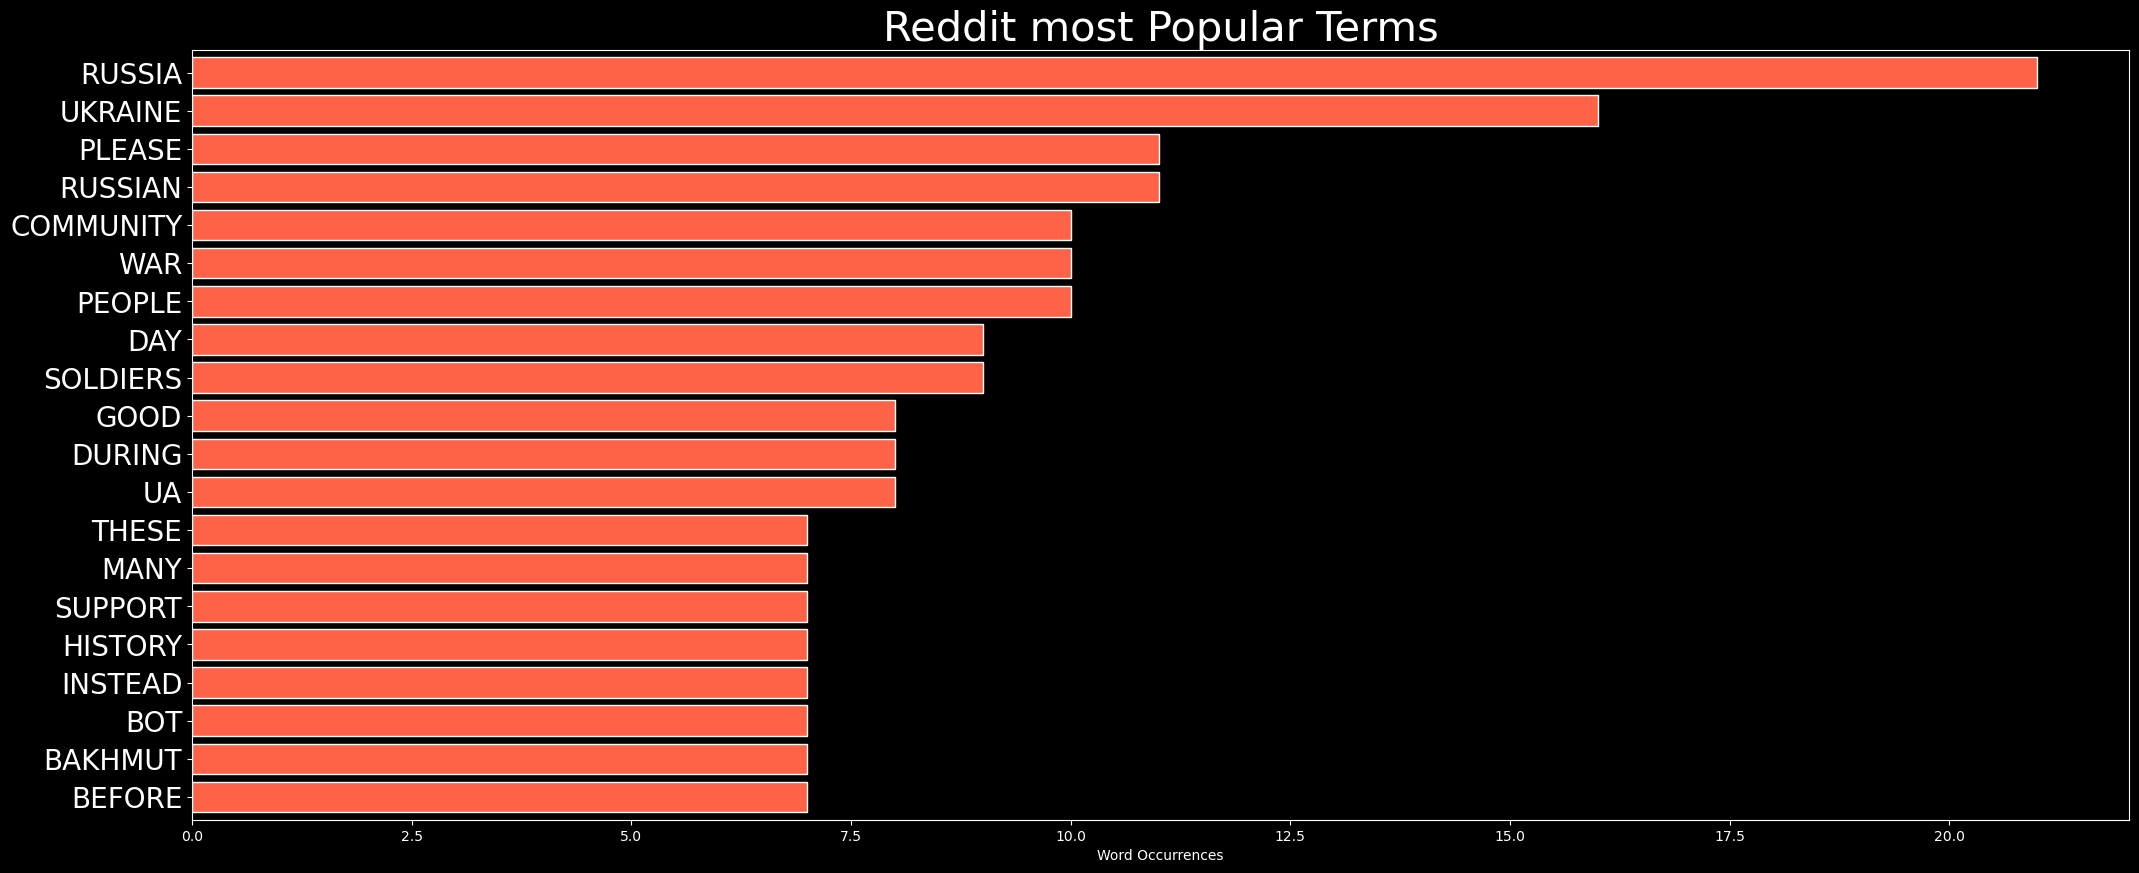 Reddit most Popular Terms
RUSSIA
UKRAINE
PLEASE
RUSSIAN
COMMUNITY
WAR
PEOPLE
DAY
SOLDIERS
GOOD
DURING
UA
THESE
MANY
SUPPORT
HISTORY
INSTEAD
BOT
BAKHMUT
BEFORE
0.0 2.5 5.0 7.5 10.0 12.5 15.0 17.5 20.0
Word Occurrences